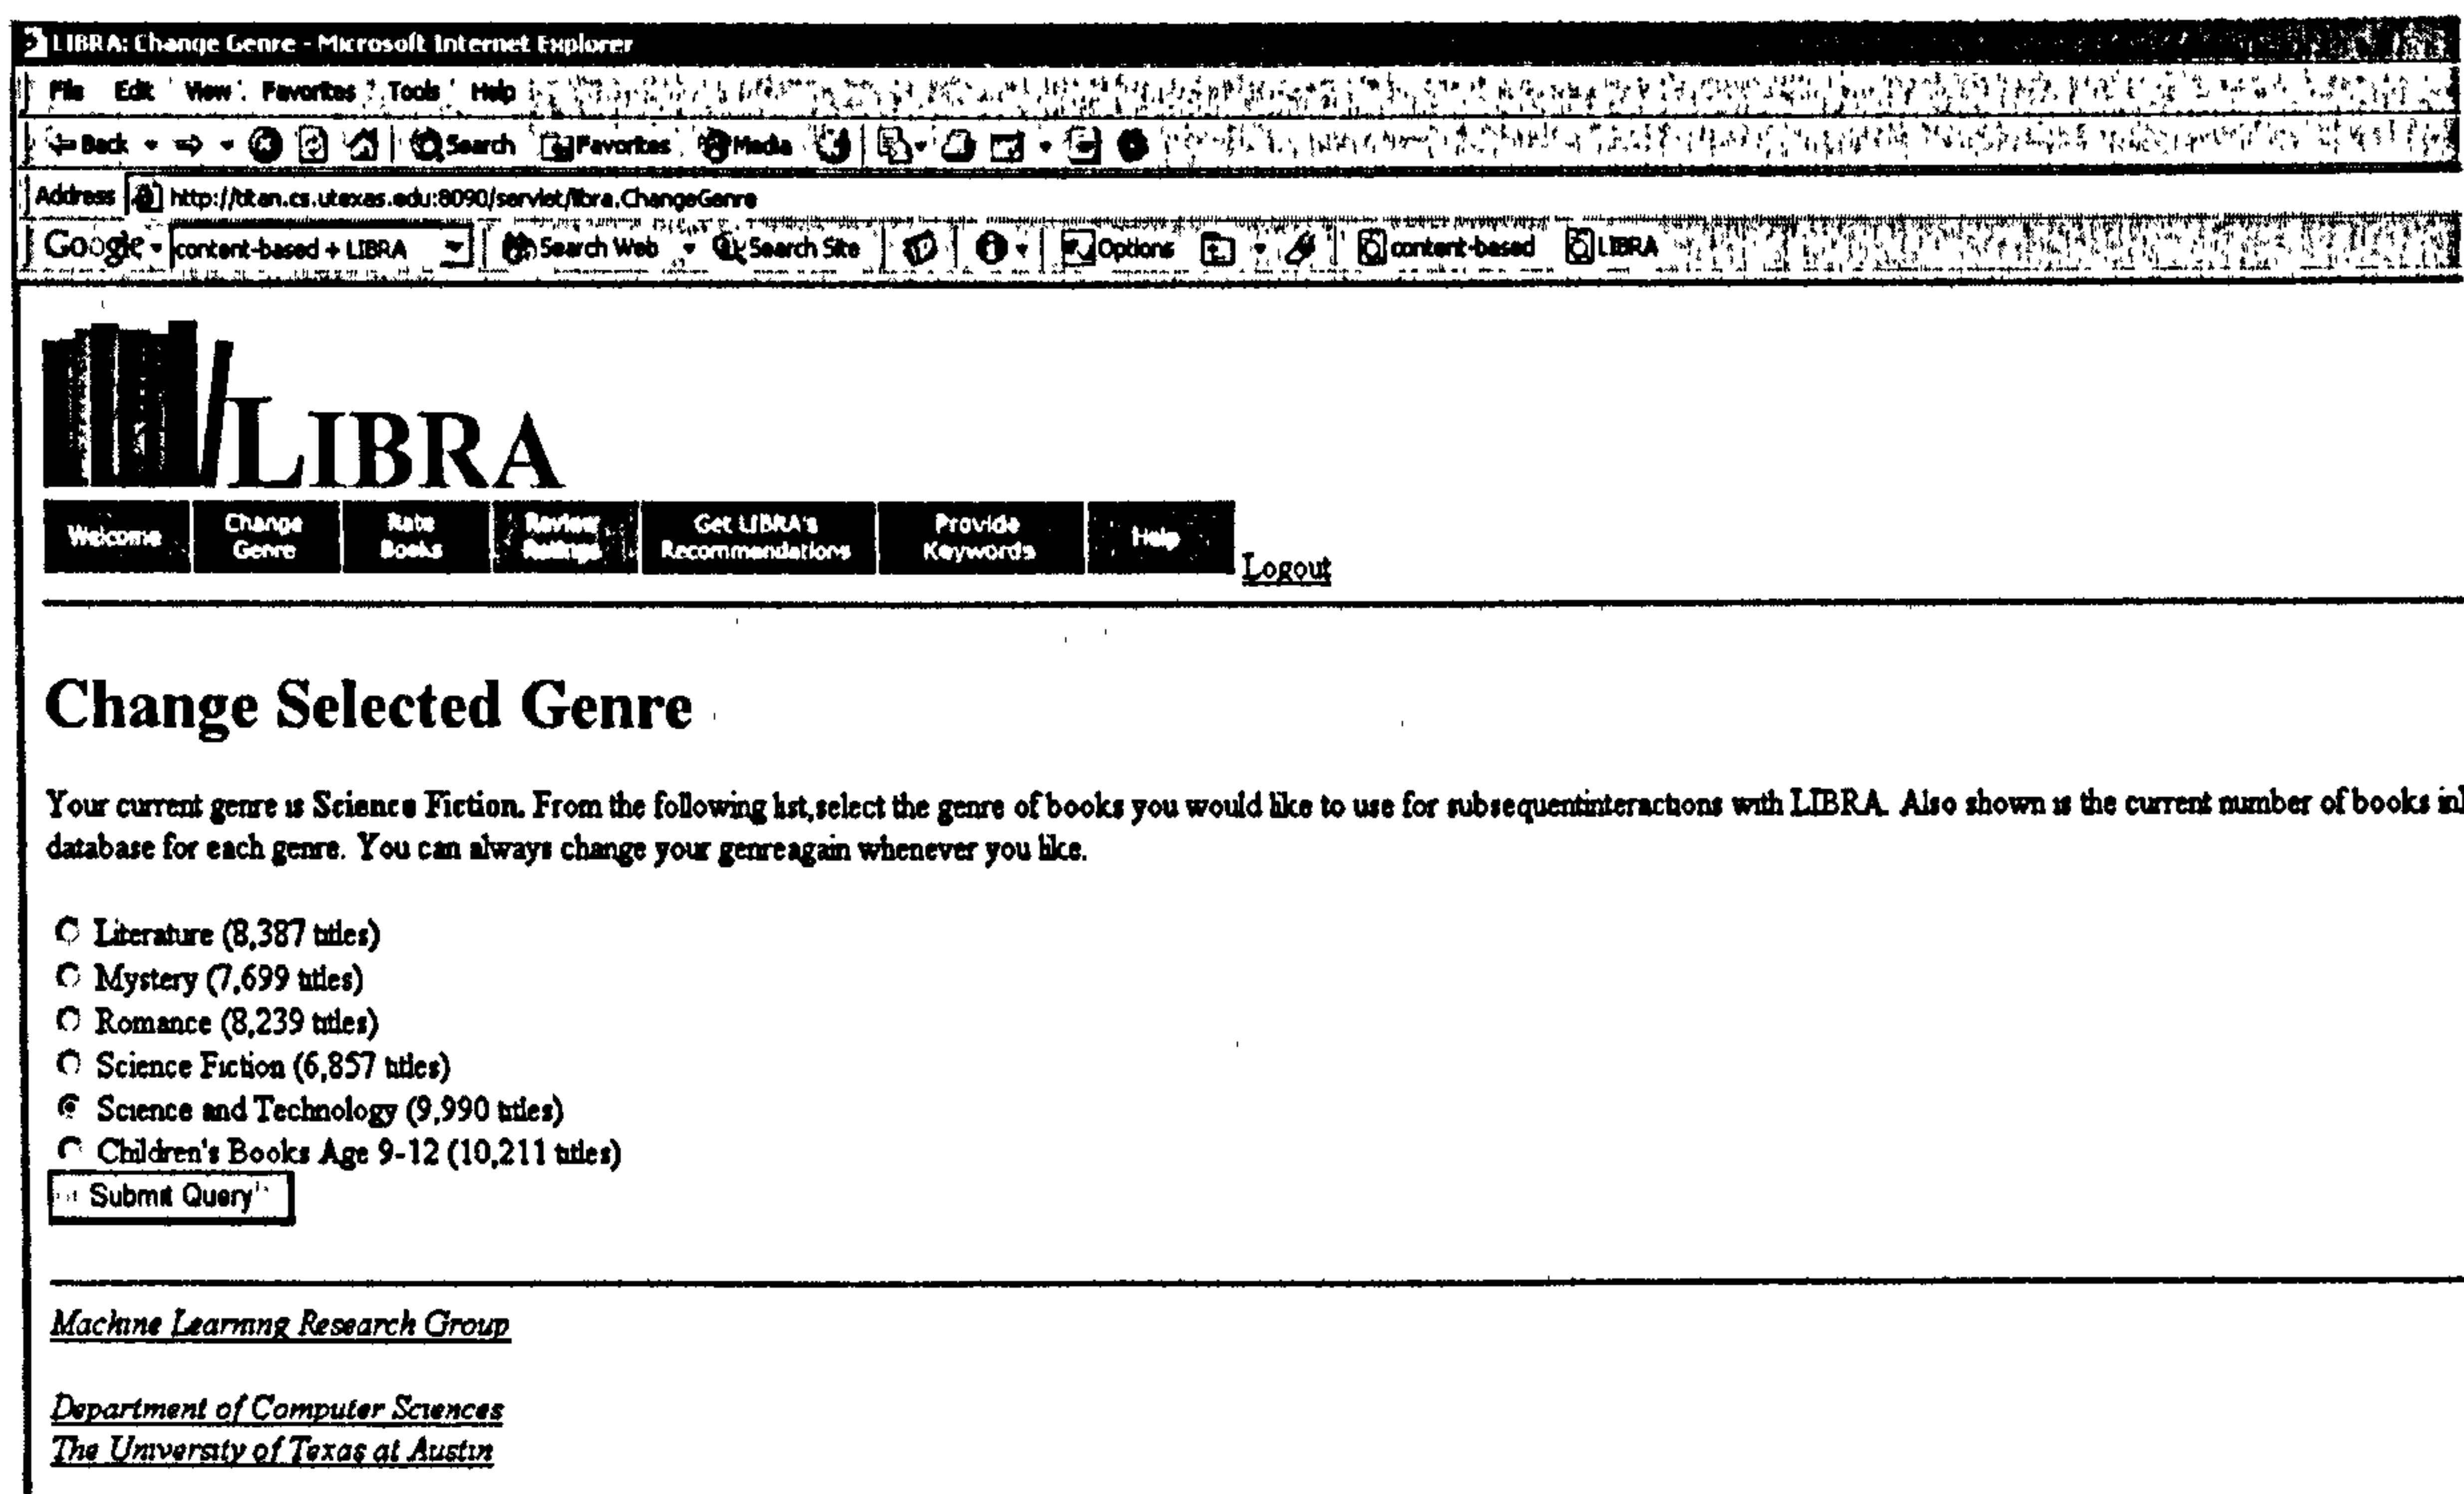 LIBRA: Change Genre - Microsoft Internet Explorer
File Edit View Favorites Tools Help
Back Search Favorites Media
Address http://titan.cs.utexas.edu:8090/servlet/libra.ChangeGenre
Google content-based + LIBRA Search Web Search Site Options content-based LIBRA
LIBRA
Welcome Change Genre Rate Books Review Ratings Get LIBRA's Recommendations Provide Keywords Help Logout
Change Selected Genre
Your current genre is Science Fiction. From the following list,select the genre of books you would like to use for subsequentinteractions with LIBRA. Also shown is the current number of books in
database for each genre. You can always change your genreagain whenever you like.
Literature (8,387 titles)
Mystery (7,699 titles)
Romance (8,239 titles)
Science Fiction (6,857 titles)
Science and Technology (9,990 titles)
Children's Books Age 9-12 (10,211 titles)
Submit Query
Machine Learning Research Group
Department of Computer Sciences
The University of Texas at Austin